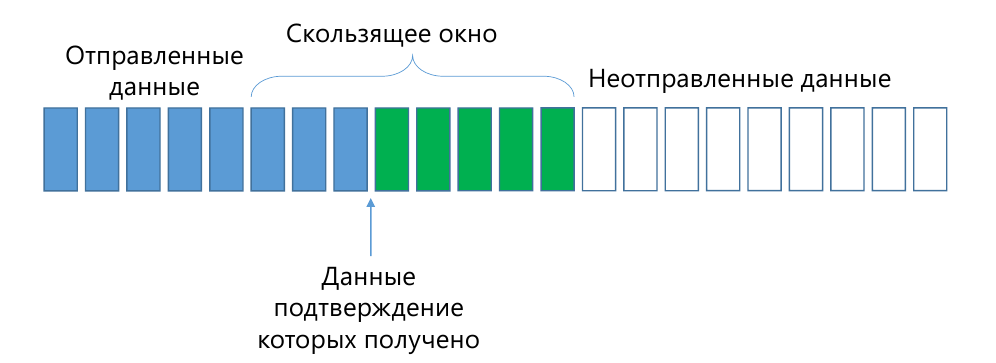 Скользящее окно
Отправленные
данные
Неотправленные данные
Данные
подтверждение
которых получено